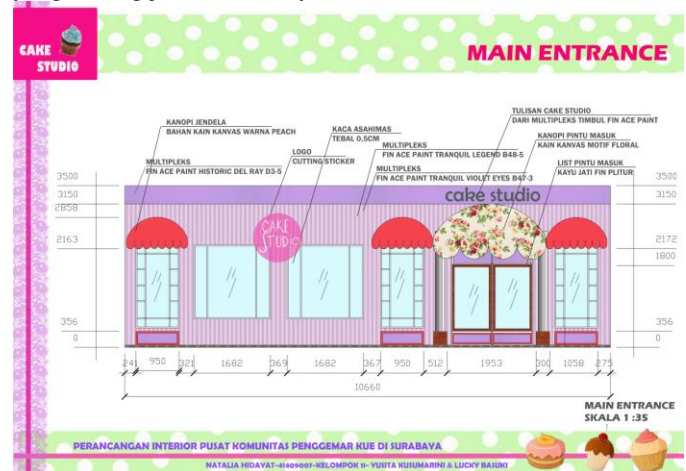 CAKE
STUDIO
MAIN ENTRANCE
TULISAN CAKE STUDIO
DARI MULTIPLEKS TIMBUL FIN ACE PAINT
KANOPI JENDELA
BAHAN KAIN KANVAS WARNA PEACH
KACA ASAHIMAS
TEBAL 0,5CM
KANOPI PINTU MASUK
KAIN KANVAS MOTIF FLORAL
LOGO
CUTTING STICKER
MULTIPLEKS
FIN ACE PAINT TRANQUIL LEGEND B46-5
MULTIPLEKS
FIN ACE PAINT HISTORIC DEL RAY D3-5
MULTIPLEKS
FIN ACE PAINT TRANQUIL VIOLET EYES B47-3
LIST PINTU MASUK
KAYU JATI FIN PLITUR
3500
3150
2858
2163
356
0
3500
3150
2172
1800
356
0
cake studio
CAKE
STUDIO
241 950 321 1682 369 1682 367 950 512 1953 300 1058 275
10660
MAIN ENTRANCE
SKALA 1 :35
PERANCANGAN INTERIOR PUSAT KOMUNITAS PENGGEMAR KUE DI SURABAYA
NATALIA HIDAYAT-41409007-KELOMPOK 11- YUSITA KUSUMARINI & LUCKY BASUKI